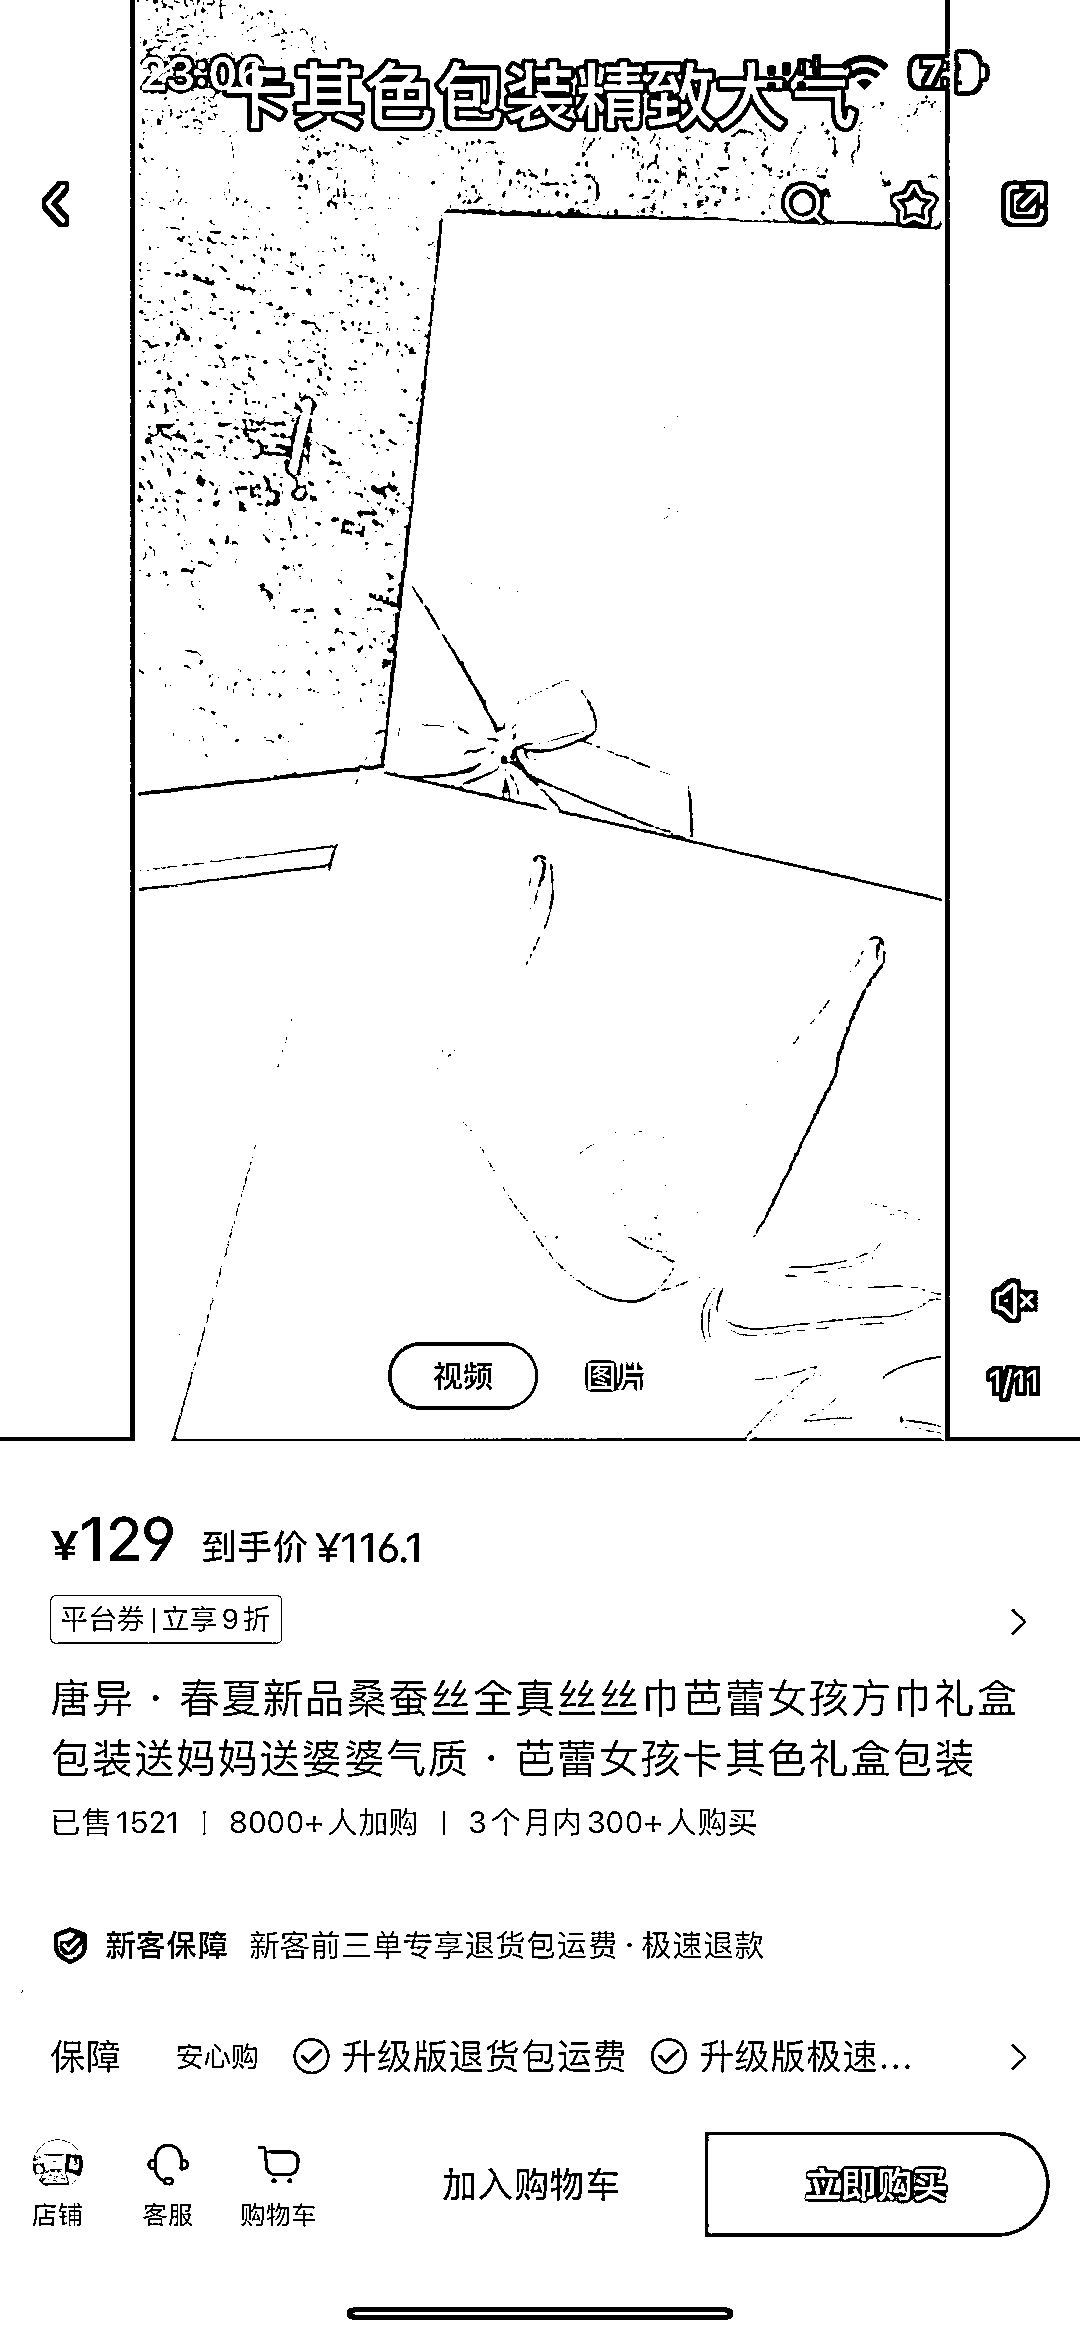 23:06
卡其色包装精致大气
视频 图片
1/11
¥129 到手价 ¥116.1
平台券|立享9折
唐异·春夏新品桑蚕丝全真丝丝巾芭蕾女孩方巾礼盒
包装送妈妈送婆婆气质·芭蕾女孩卡其色礼盒包装
已售1521 | 8000+人加购 | 3个月内300+人购买
新客保障 新客前三单专享退货包运费·极速退款
保障 安心购 升级版退货包运费 升级版极速...
店铺 客服 购物车 加入购物车 立即购买